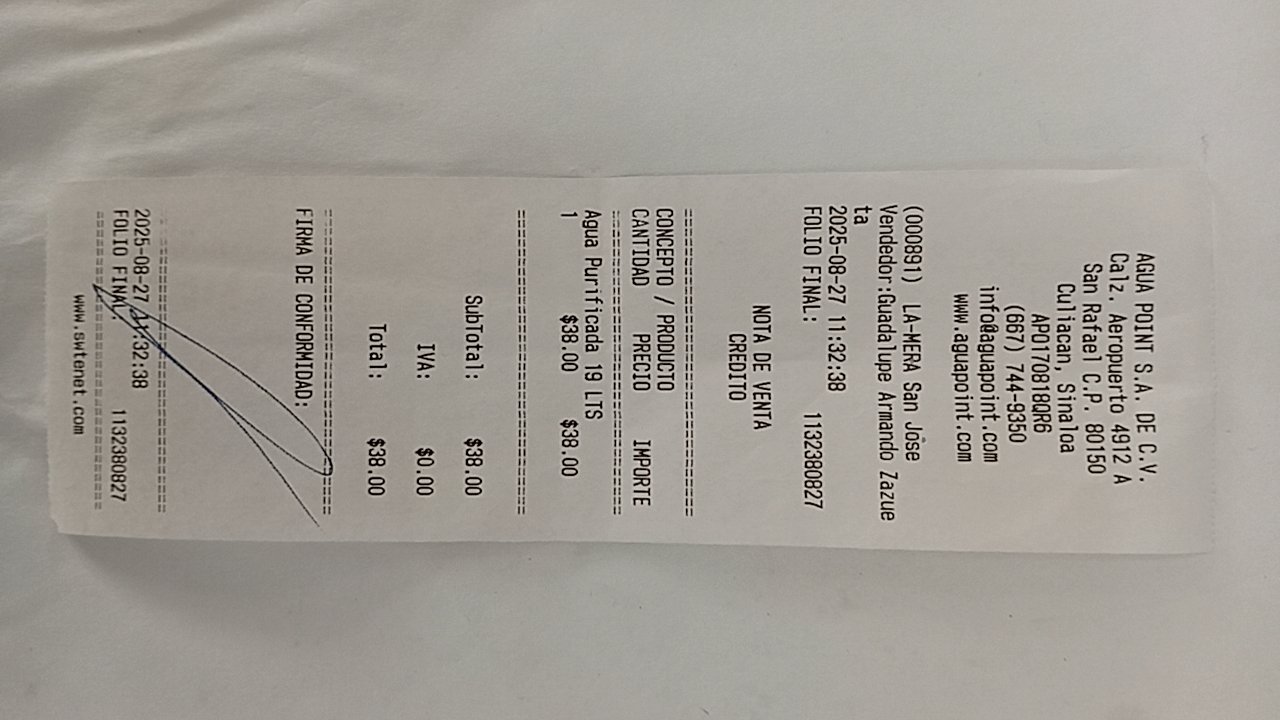 AGUA POINT S.A. DE C.V.
Calz. Aeropuerto 4912 A
San Rafael C.P. 80150
Culiacan, Sinaloa
APO170818QR6
(667) 744-9350
info@aguapoint.com
www.aguapoint.com
(000891) LA-MERA San Jose
Vendedor:Guadalupe Armando Zazue
ta
2025-08-27 11:32:38
FOLIO FINAL: 1132380827
NOTA DE VENTA
CREDITO
================================
CONCEPTO / PRODUCTO
CANTIDAD PRECIO IMPORTE
================================
Agua Purificada 19 LTS
1 $38.00 $38.00
================================
SubTotal: $38.00
IVA: $0.00
Total: $38.00
================================
FIRMA DE CONFORMIDAD:
================================
2025-08-27 11:32:38
FOLIO FINAL 1132380827
================================
www.swtenet.com